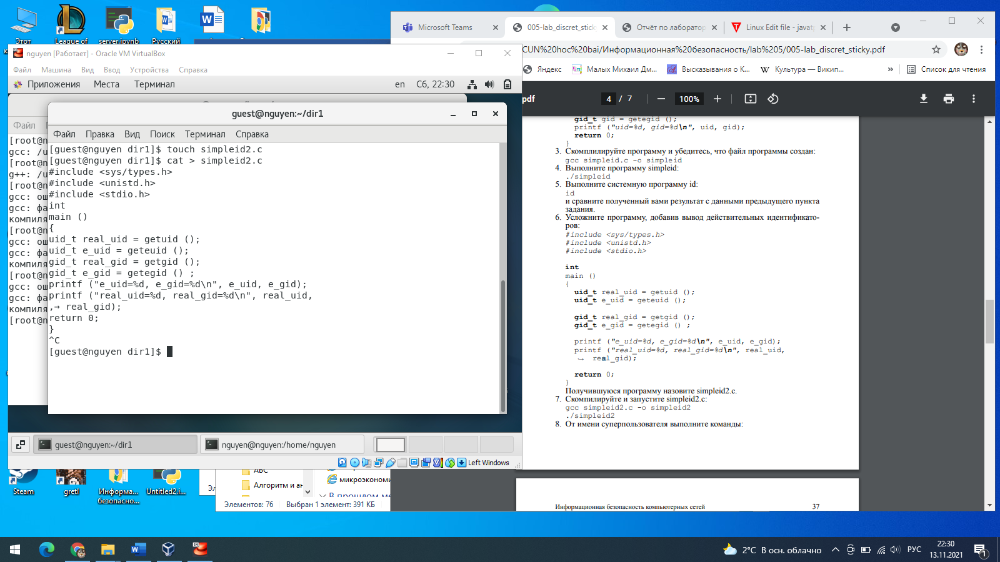 Этот
League of
server.ipynb
Русский
nguyen [Работает] - Oracle VM VirtualBox
Файл Машина Вид Ввод Устройства Справка
Приложения Места Терминал en Сб, 22:30
guest@nguyen:~/dir1
Файл
Файл Правка Вид Поиск Терминал Справка
[root@n
gcc: /u
[root@n
g++: /u
[root@n
gcc: ош
gcc: фа
компиля
[root@n
gcc: ош
gcc: фа
компиля
[root@n
gcc: ош
gcc: фа
компиля
[root@n
[guest@nguyen dir1]$ touch simpleid2.c
[guest@nguyen dir1]$ cat > simpleid2.c
#include <sys/types.h>
#include <unistd.h>
#include <stdio.h>
int
main ()
{
uid_t real_uid = getuid ();
uid_t e_uid = geteuid ();
gid_t real_gid = getgid ();
gid_t e_gid = getegid () ;
printf ("e_uid=%d, e_gid=%d\n", e_uid, e_gid);
printf ("real_uid=%d, real_gid=%d\n", real_uid,
,→ real_gid);
return 0;
}
^C
[guest@nguyen dir1]$
guest@nguyen:~/dir1
nguyen@nguyen:/home/nguyen
Left Windows
Microsoft Teams
005-lab_discret_stick
Отчёт по лаборатор
Linux Edit file - javat
CUN%20hoc%20bai/Информационная%20безопасность/lab%205/005-lab_discret_sticky.pdf
Яндекс
Малых Михаил Дм...
Высказывания о К...
Культура — Викип...
»
Список для чтения
pdf 4 / 7 100%
gid_t gid = getegid ();
printf ("uid=%d, gid=%d\n", uid, gid);
return 0;
}
3. Скомплилируйте программу и убедитесь, что файл программы создан:
gcc simpleid.c -o simpleid
4. Выполните программу simpleid:
./simpleid
5. Выполните системную программу id:
id
и сравните полученный вами результат с данными предыдущего пункта
задания.
6. Усложните программу, добавив вывод действительных идентификато-
ров:
#include <sys/types.h>
#include <unistd.h>
#include <stdio.h>
int
main ()
{
uid_t real_uid = getuid ();
uid_t e_uid = geteuid ();
gid_t real_gid = getgid ();
gid_t e_gid = getegid () ;
printf ("e_uid=%d, e_gid=%d\n", e_uid, e_gid);
printf ("real_uid=%d, real_gid=%d\n", real_uid,
↪ real_gid);
return 0;
}
Получившуюся программу назовите simpleid2.c.
7. Скомпилируйте и запустите simpleid2.c:
gcc simpleid2.c -o simpleid2
./simpleid2
8. От имени суперпользователя выполните команды:
Информационная безопасность компьютерных сетей 37
Steam
gretl
Информа...
безопасно...
Untitled2.i...
Эл
ABC
Алгоритм и ан
микроэконом
В прошлом ме
Элементов: 76 Выбран 1 элемент: 391 КБ
2°C В осн. облачно
РУС
22:30
13.11.2021
1